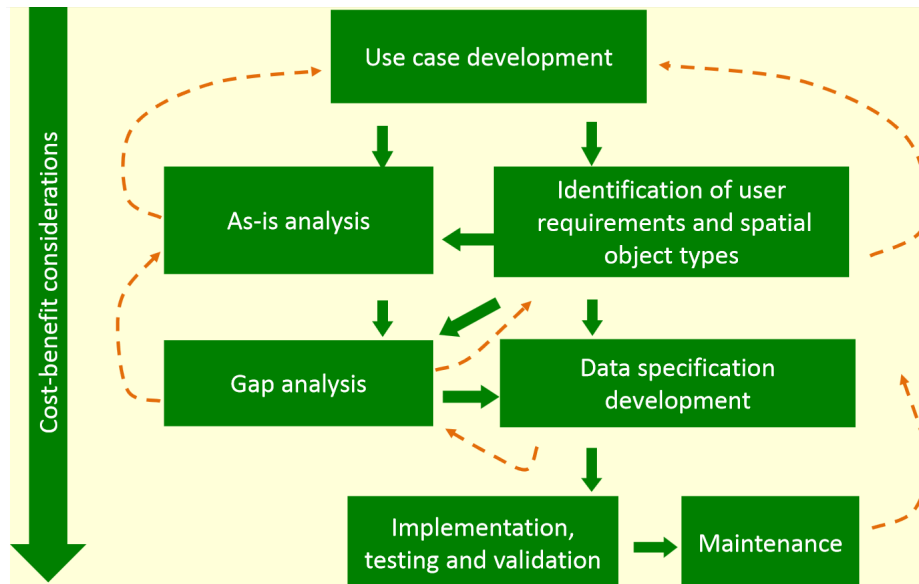 Use case development
Cost-benefit considerations
As-is analysis
Identification of user
requirements and spatial
object types
Gap analysis
Data specification
development
Implementation,
testing and validation
Maintenance